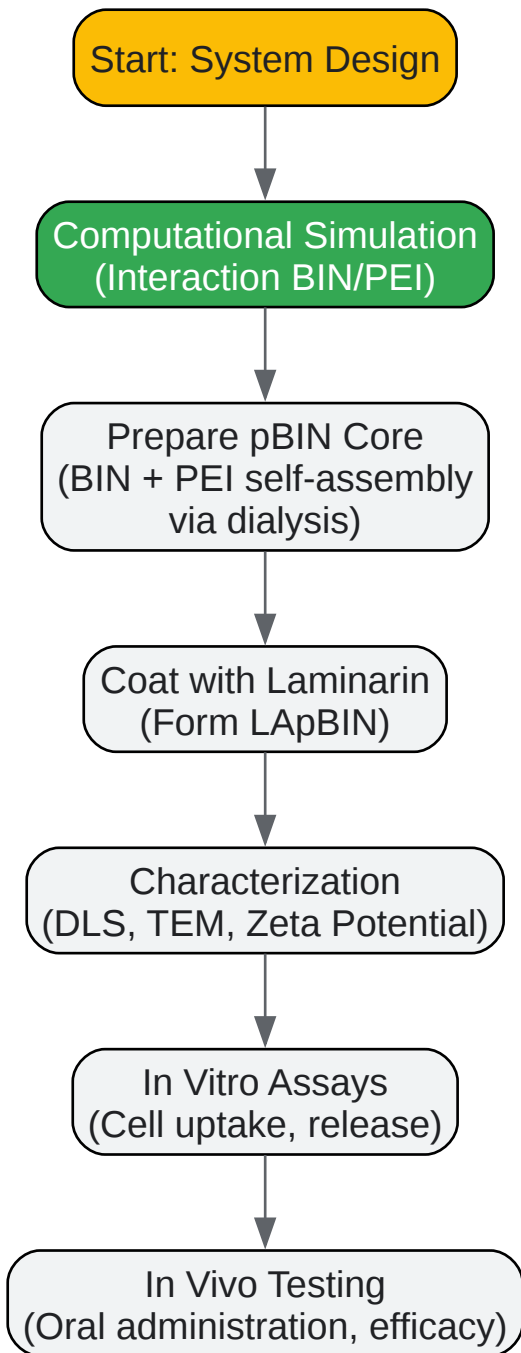 Start: System Design
Computational Simulation
(Interaction BIN/PEI)
Prepare pBIN Core
(BIN + PEI self-assembly
via dialysis)
Coat with Laminarin
(Form LApBIN)
Characterization
(DLS, TEM, Zeta Potential)
In Vitro Assays
(Cell uptake, release)
In Vivo Testing
(Oral administration, efficacy)